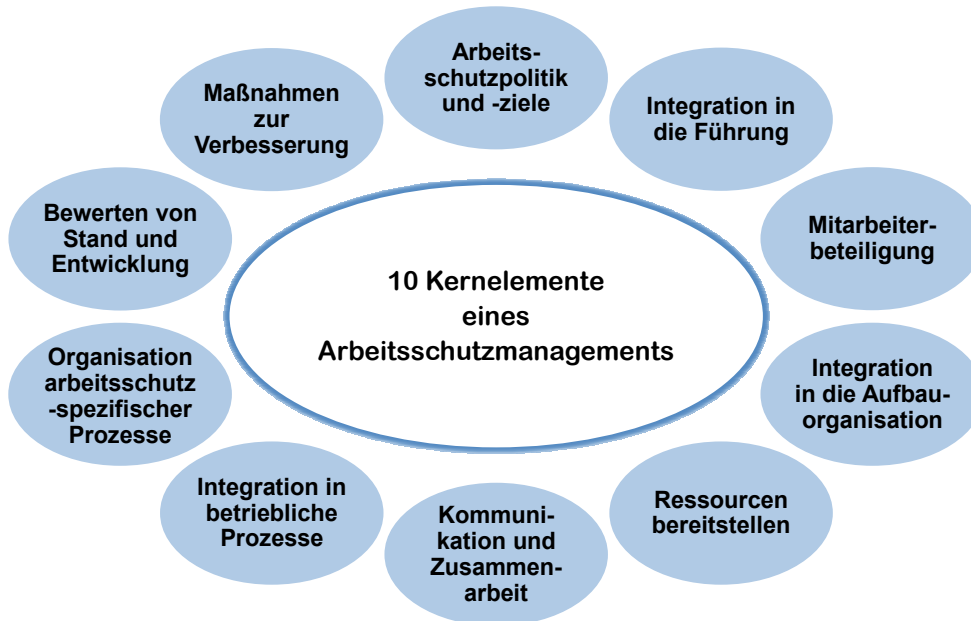 Arbeits-
schutzpolitik
und -ziele
Integration in
die Führung
Mitarbeiter-
beteiligung
Integration
in die Aufbau-
organisation
Ressourcen
bereitstellen
Kommuni-
kation und
Zusammen-
arbeit
Integration in
betriebliche
Prozesse
Organisation
arbeitsschutz
-spezifischer
Prozesse
Bewerten von
Stand und
Entwicklung
Maßnahmen
zur
Verbesserung
10 Kernelemente
eines
Arbeitsschutzmanagements